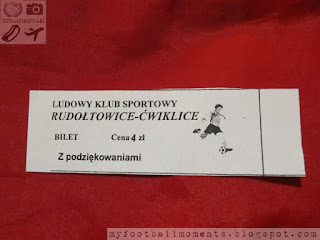 LUDOWY KLUB SPORTOWY
RUDOŁTOWICE-ĆWIKLICE
BILET Cena 4 zł
Z podziękowaniami
myfootballmoments.blogspot.com